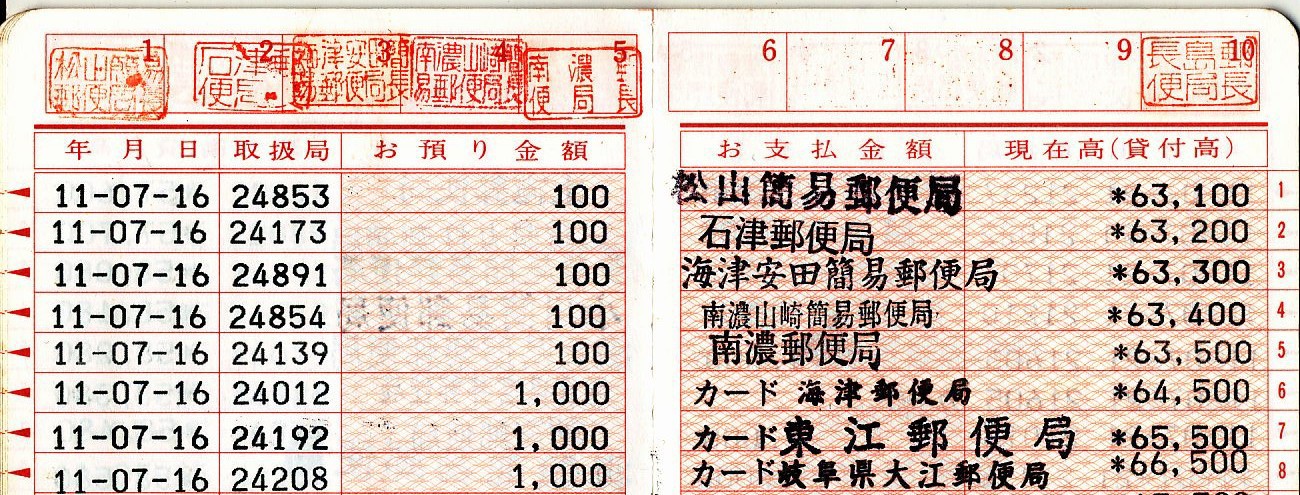 1 2 3 4 5 6 7 8 9 10
松山簡易郵便局 石津郵便局 海津安田簡易郵便局長 南濃山崎簡易郵便局 南濃郵便局長 長島郵便局長
年月日 取扱局 お預り金額 お支払金額 現在高(貸付高)
11-07-16 24853 100 松山簡易郵便局 *63,100 1
11-07-16 24173 100 石津郵便局 *63,200 2
11-07-16 24891 100 海津安田簡易郵便局 *63,300 3
11-07-16 24854 100 南濃山崎簡易郵便局 *63,400 4
11-07-16 24139 100 南濃郵便局 *63,500 5
11-07-16 24012 1,000 カード 海津郵便局 *64,500 6
11-07-16 24192 1,000 カード東江郵便局 *65,500 7
11-07-16 24208 1,000 カード岐阜県大江郵便局 *66,500 8